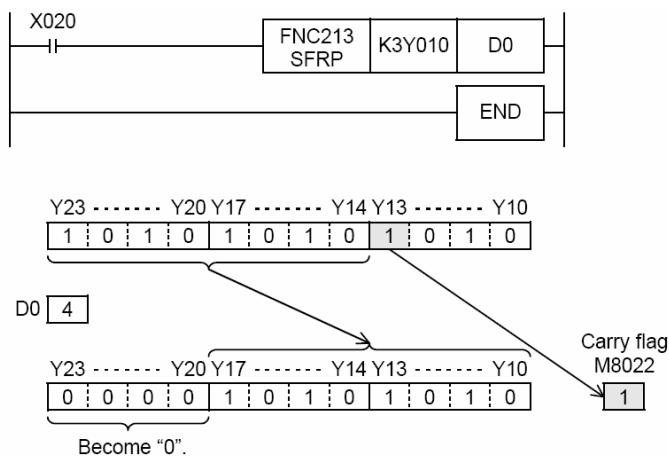 X020
FNC213 SFRP K3Y010 D0
END
Y23 ------- Y20 Y17 ------- Y14 Y13 ------- Y10
1 0 1 0 1 0 1 0 1 0 1 0
D0 4
Carry flag
M8022
Y23 ------- Y20 Y17 ------- Y14 Y13 ------- Y10
0 0 0 0 1 0 1 0 1 0 1 0 1
Become “0”.